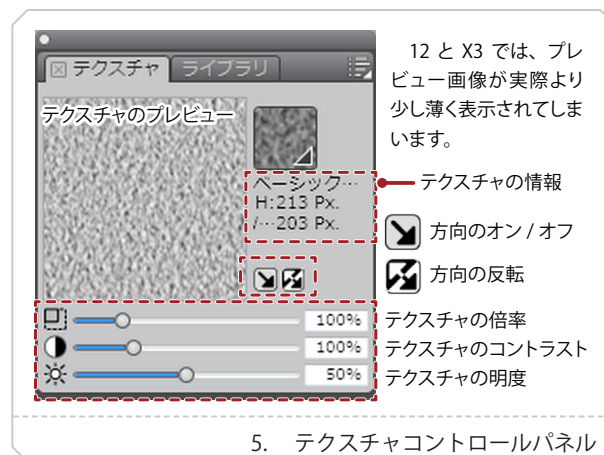 テクスチャ ライブラリ
テクスチャのプレビュー
ベーシック…
H:213 Px.
/…203 Px.
100%
100%
50%
12 と X3 では、プレ
ビュー画像が実際より
少し薄く表示されてしま
います。
テクスチャの情報
方向のオン / オフ
方向の反転
テクスチャの倍率
テクスチャのコントラスト
テクスチャの明度
5. テクスチャコントロールパネル